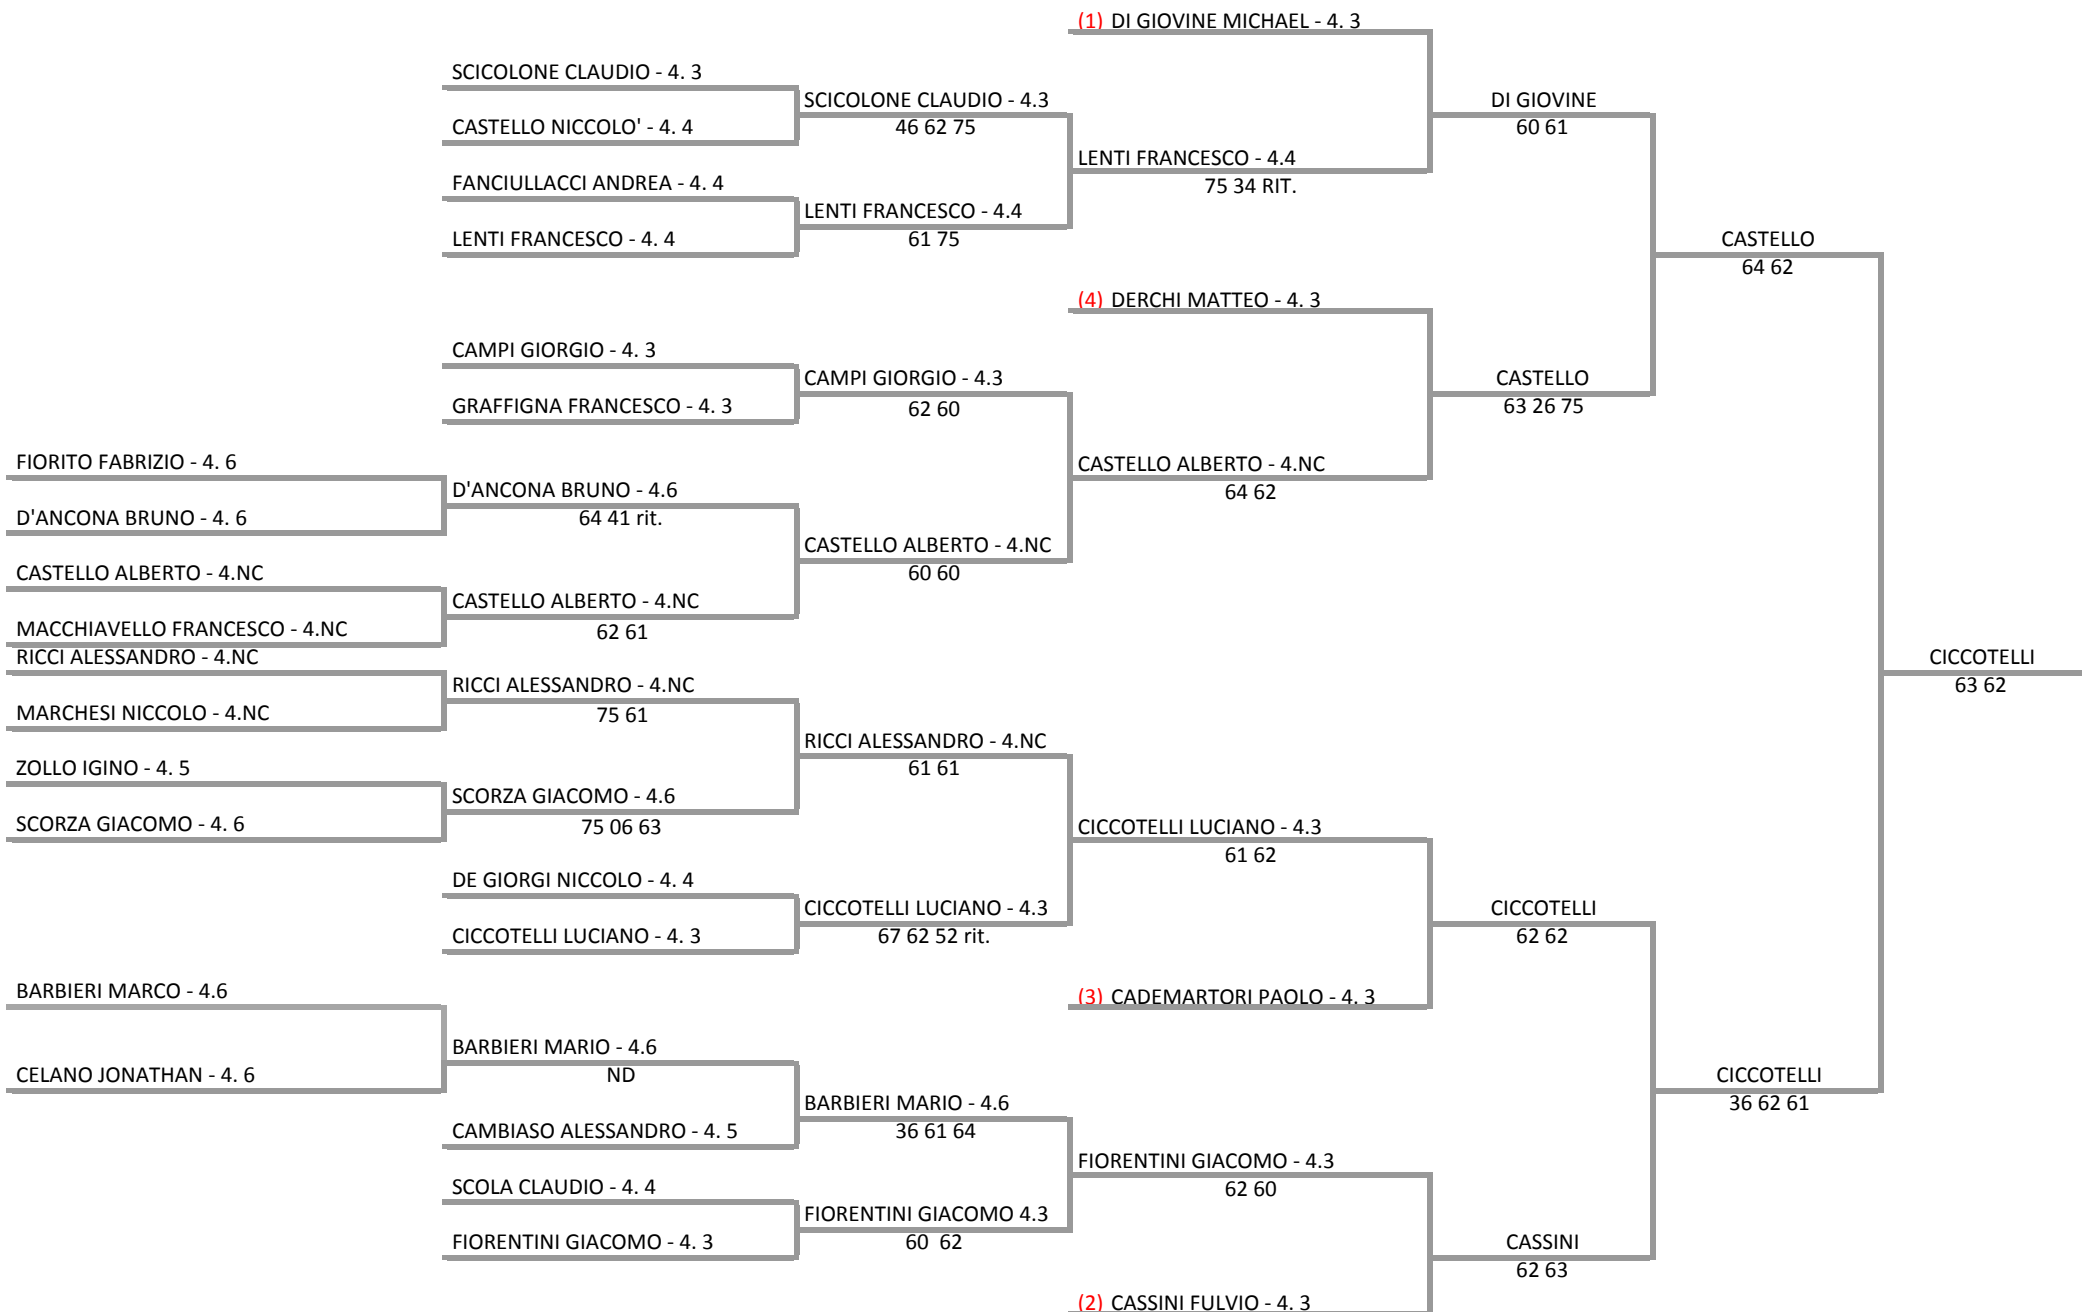 (1) DI GIOVINE MICHAEL - 4. 3
SCICOLONE CLAUDIO - 4. 3
SCICOLONE CLAUDIO - 4.3
DI GIOVINE
CASTELLO NICCOLO' - 4. 4
46 62 75
60 61
LENTI FRANCESCO - 4.4
FANCIULLACCI ANDREA - 4. 4
75 34 RIT.
LENTI FRANCESCO - 4.4
LENTI FRANCESCO - 4. 4
61 75
CASTELLO
64 62
(4) DERCHI MATTEO - 4. 3
CAMPI GIORGIO - 4. 3
CAMPI GIORGIO - 4.3
CASTELLO
GRAFFIGNA FRANCESCO - 4. 3
62 60
63 26 75
FIORITO FABRIZIO - 4. 6
CASTELLO ALBERTO - 4.NC
D'ANCONA BRUNO - 4.6
64 62
D'ANCONA BRUNO - 4. 6
64 41 rit.
CASTELLO ALBERTO - 4.NC
CASTELLO ALBERTO - 4.NC
60 60
CASTELLO ALBERTO - 4.NC
MACCHIAVELLO FRANCESCO - 4.NC
62 61
RICCI ALESSANDRO - 4.NC
CICCOTELLI
RICCI ALESSANDRO - 4.NC
63 62
MARCHESI NICCOLO - 4.NC
75 61
RICCI ALESSANDRO - 4.NC
ZOLLO IGINO - 4. 5
61 61
SCORZA GIACOMO - 4.6
SCORZA GIACOMO - 4. 6
75 06 63
CICCOTELLI LUCIANO - 4.3
61 62
DE GIORGI NICCOLO - 4. 4
CICCOTELLI LUCIANO - 4.3
CICCOTELLI
CICCOTELLI LUCIANO - 4. 3
67 62 52 rit.
62 62
BARBIERI MARCO - 4.6
(3) CADEMARTORI PAOLO - 4. 3
BARBIERI MARIO - 4.6
CELANO JONATHAN - 4. 6
ND
CICCOTELLI
BARBIERI MARIO - 4.6
36 62 61
CAMBIASO ALESSANDRO - 4. 5
36 61 64
FIORENTINI GIACOMO - 4.3
SCOLA CLAUDIO - 4. 4
62 60
FIORENTINI GIACOMO 4.3
FIORENTINI GIACOMO - 4. 3
60 62
CASSINI
62 63
(2) CASSINI FULVIO - 4. 3